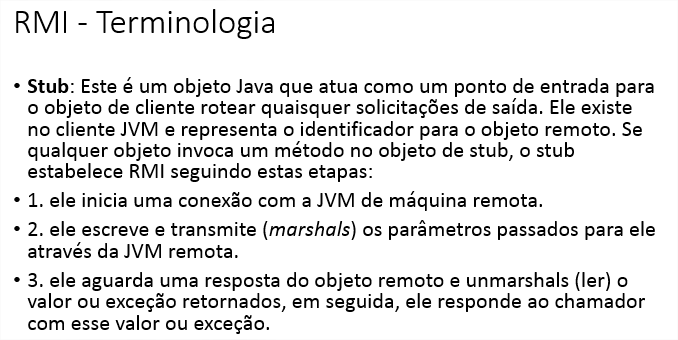 RMI - Terminologia
• Stub: Este é um objeto Java que atua como um ponto de entrada para
o objeto de cliente rotear quaisquer solicitações de saída. Ele existe
no cliente JVM e representa o identificador para o objeto remoto. Se
qualquer objeto invoca um método no objeto de stub, o stub
estabelece RMI seguindo estas etapas:
• 1. ele inicia uma conexão com a JVM de máquina remota.
• 2. ele escreve e transmite (marshals) os parâmetros passados para ele
através da JVM remota.
• 3. ele aguarda uma resposta do objeto remoto e unmarshals (ler) o
valor ou exceção retornados, em seguida, ele responde ao chamador
com esse valor ou exceção.